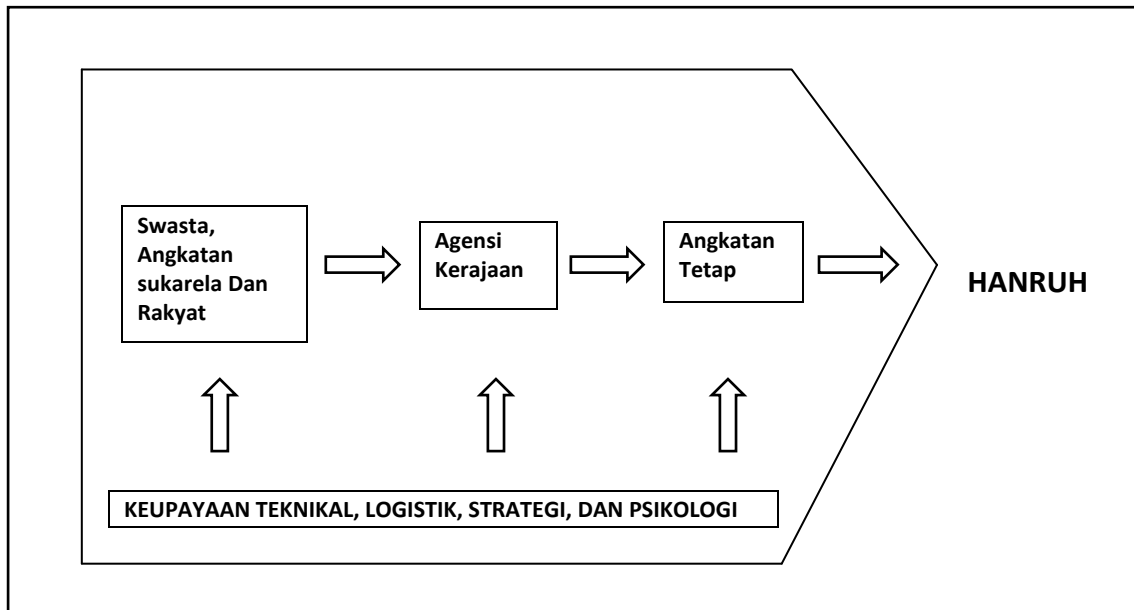 Swasta,
Angkatan
sukarela Dan
Rakyat
Agensi
Kerajaan
Angkatan
Tetap
HANRUH
KEUPAYAAN TEKNIKAL, LOGISTIK, STRATEGI, DAN PSIKOLOGI